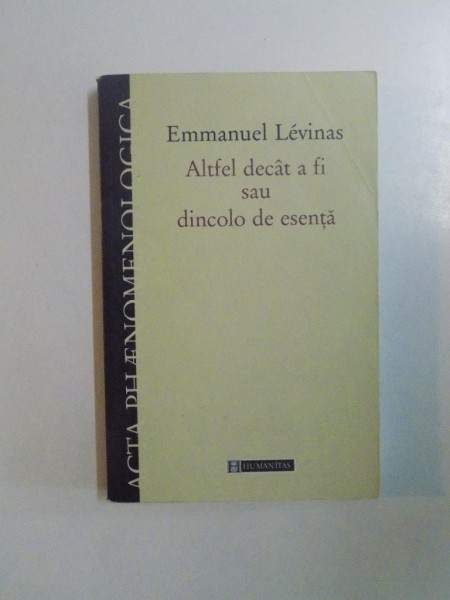 Emmanuel Lévinas
Altfel decât a fi
sau
dincolo de esență
ACTA PHÆNOMENOLOGICA
HUMANITAS